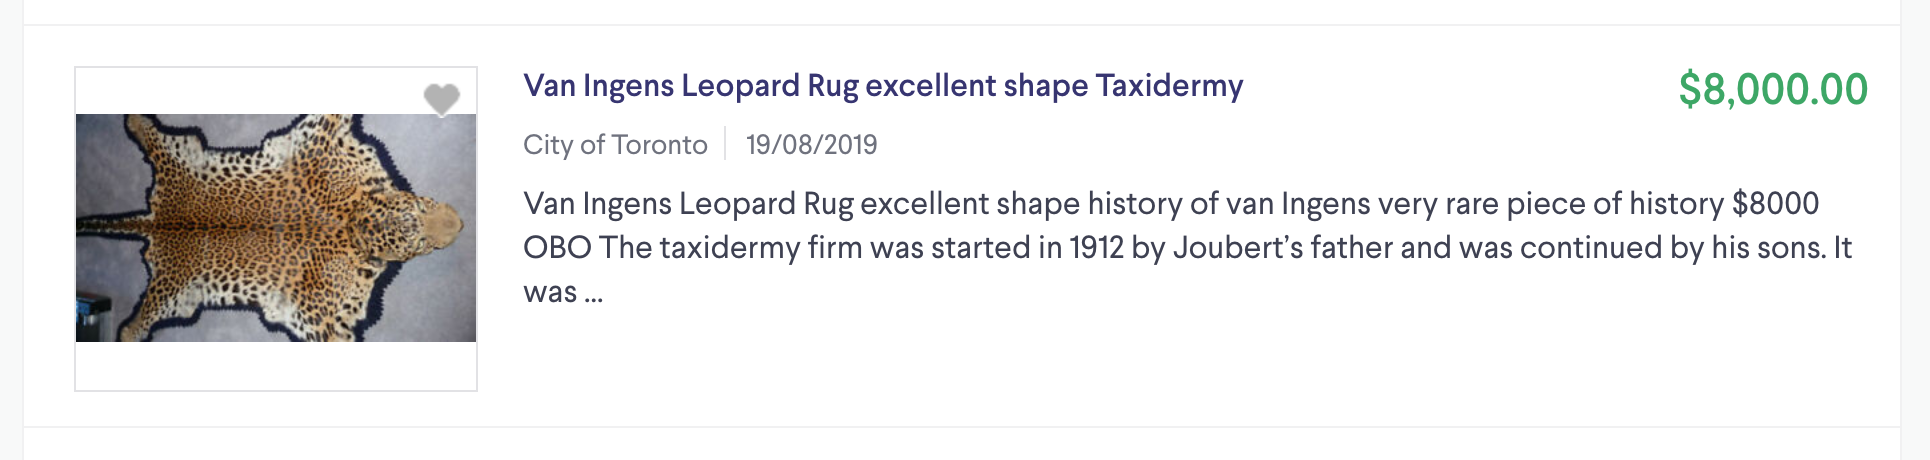 Van Ingens Leopard Rug excellent shape Taxidermy
$8,000.00
City of Toronto
19/08/2019
Van Ingens Leopard Rug excellent shape history of van Ingens very rare piece of history $8000
OBO The taxidermy firm was started in 1912 by Joubert’s father and was continued by his sons. It
was ...